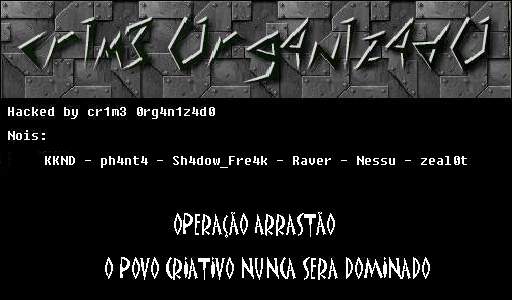 cr1m3 0rg4n1z4d0
Hacked by cr1m3 0rg4n1z4d0
Nois:
KKND - ph4nt4 - Sh4dow_Fre4k - Raver - Nessu - zeal0t
OPERAÇÃO ARRASTÃO
O POVO CRIATIVO NUNCA SERA DOMINADO